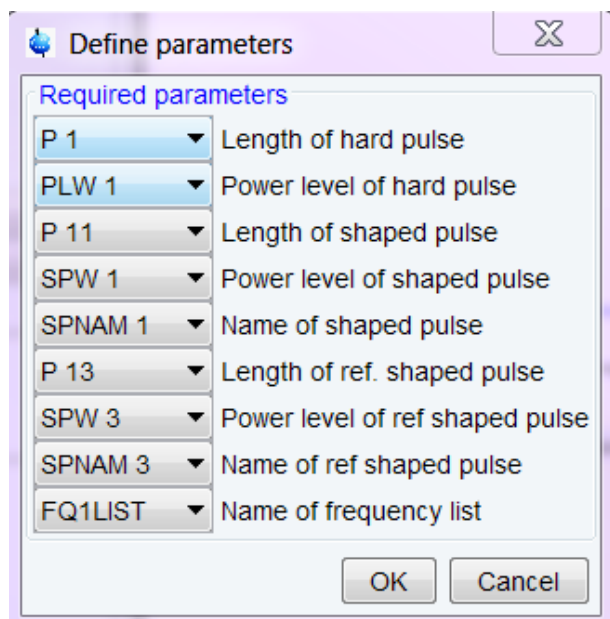 Define parameters
Required parameters
P 1 Length of hard pulse
PLW 1 Power level of hard pulse
P 11 Length of shaped pulse
SPW 1 Power level of shaped pulse
SPNAM 1 Name of shaped pulse
P 13 Length of ref. shaped pulse
SPW 3 Power level of ref shaped pulse
SPNAM 3 Name of ref shaped pulse
FQ1LIST Name of frequency list
OK Cancel